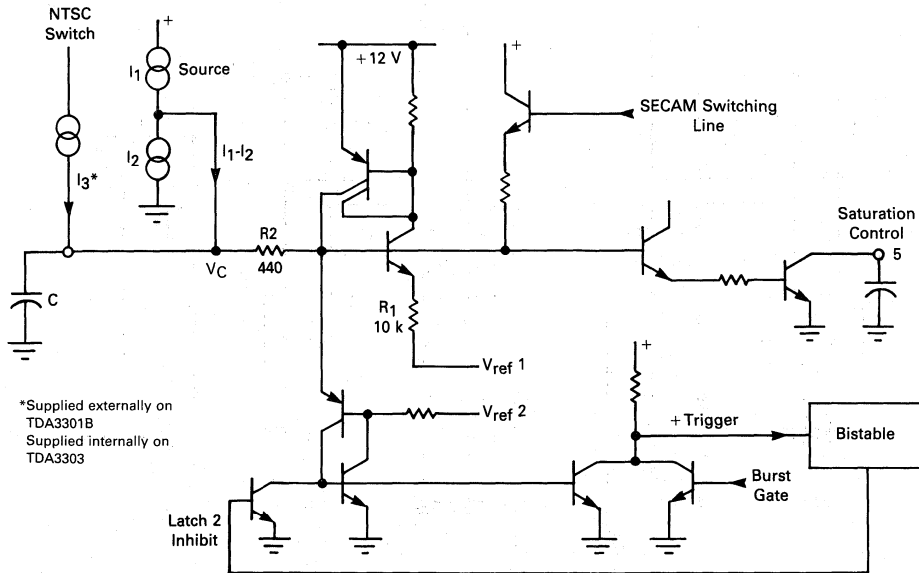 NTSC
Switch
+
I1
Source
I2
I1-I2
I3*
+12 V
+
SECAM Switching
Line
Saturation
Control
5
VC
R2
440
C
R1
10 k
Vref 1
Vref 2
+
+ Trigger
Bistable
Burst
Gate
Latch 2
Inhibit
*Supplied externally on
TDA3301B
Supplied internally on
TDA3303